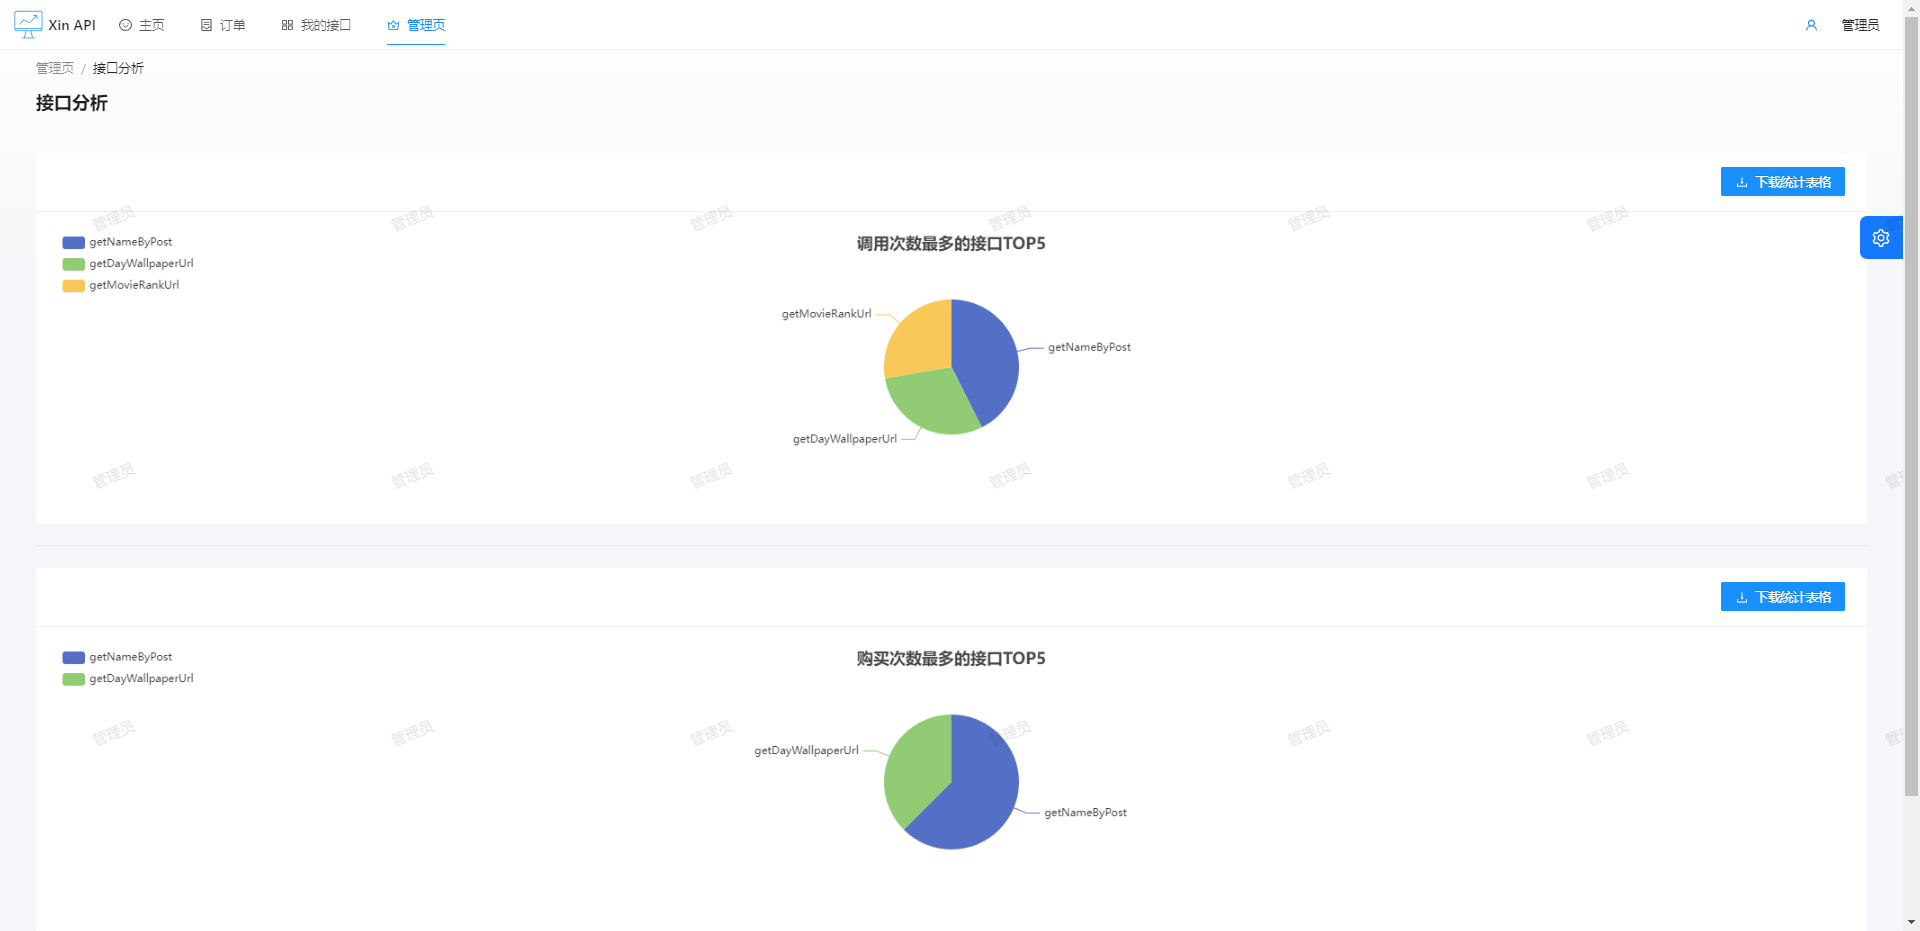 Xin API 主页 订单 我的接口 管理页 管理员
管理页 / 接口分析
接口分析
下载统计表格
管理员 管理员 管理员 管理员 管理员 管理员
getNameByPost
getDayWallpaperUrl
getMovieRankUrl
调用次数最多的接口TOP5
getMovieRankUrl
getNameByPost
getDayWallpaperUrl
管理员 管理员 管理员 管理员 管理员 管理员
下载统计表格
getNameByPost
getDayWallpaperUrl
购买次数最多的接口TOP5
管理员 管理员 管理员 管理员 管理员 管理员
getDayWallpaperUrl
getNameByPost